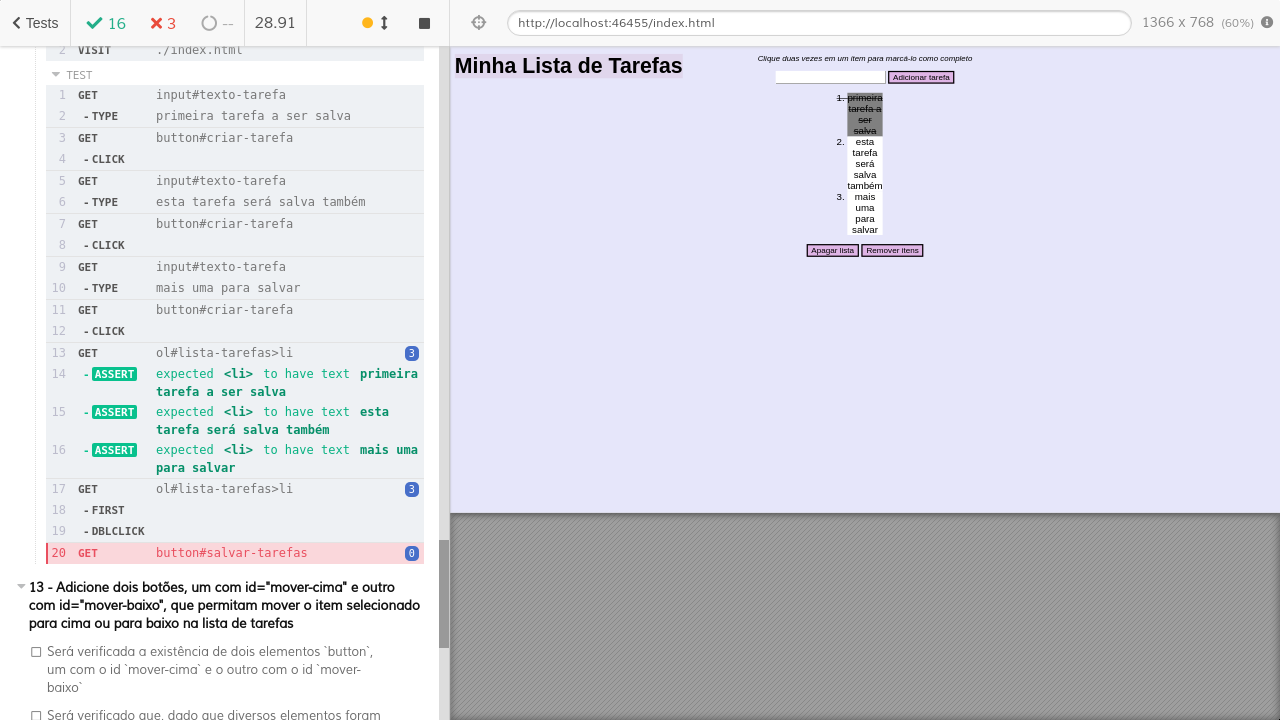 Tests 16 3 -- 28.91
http://localhost:46455/index.html 1366 x 768 (60%)
2 VISIT ./index.html
TEST
1 GET input#texto-tarefa
2 - TYPE primeira tarefa a ser salva
3 GET button#criar-tarefa
4 - CLICK
5 GET input#texto-tarefa
6 - TYPE esta tarefa será salva também
7 GET button#criar-tarefa
8 - CLICK
9 GET input#texto-tarefa
10 - TYPE mais uma para salvar
11 GET button#criar-tarefa
12 - CLICK
13 GET ol#lista-tarefas>li 3
14 - ASSERT expected <li> to have text primeira
tarefa a ser salva
15 - ASSERT expected <li> to have text esta
tarefa será salva também
16 - ASSERT expected <li> to have text mais uma
para salvar
17 GET ol#lista-tarefas>li 3
18 - FIRST
19 - DBLCLICK
20 GET button#salvar-tarefas 0
13 - Adicione dois botões, um com id="mover-cima" e outro
com id="mover-baixo", que permitam mover o item selecionado
para cima ou para baixo na lista de tarefas
Será verificada a existência de dois elementos `button`,
um com o id `mover-cima` e o outro com o id `mover-
baixo`
Será verificado que, dado que diversos elementos foram
Minha Lista de Tarefas
Clique duas vezes em um item para marcá-lo como completo
Adicionar tarefa
1. primeira
tarefa a
ser
salva
2. esta
tarefa
será
salva
também
3. mais
uma
para
salvar
Apagar lista Remover itens